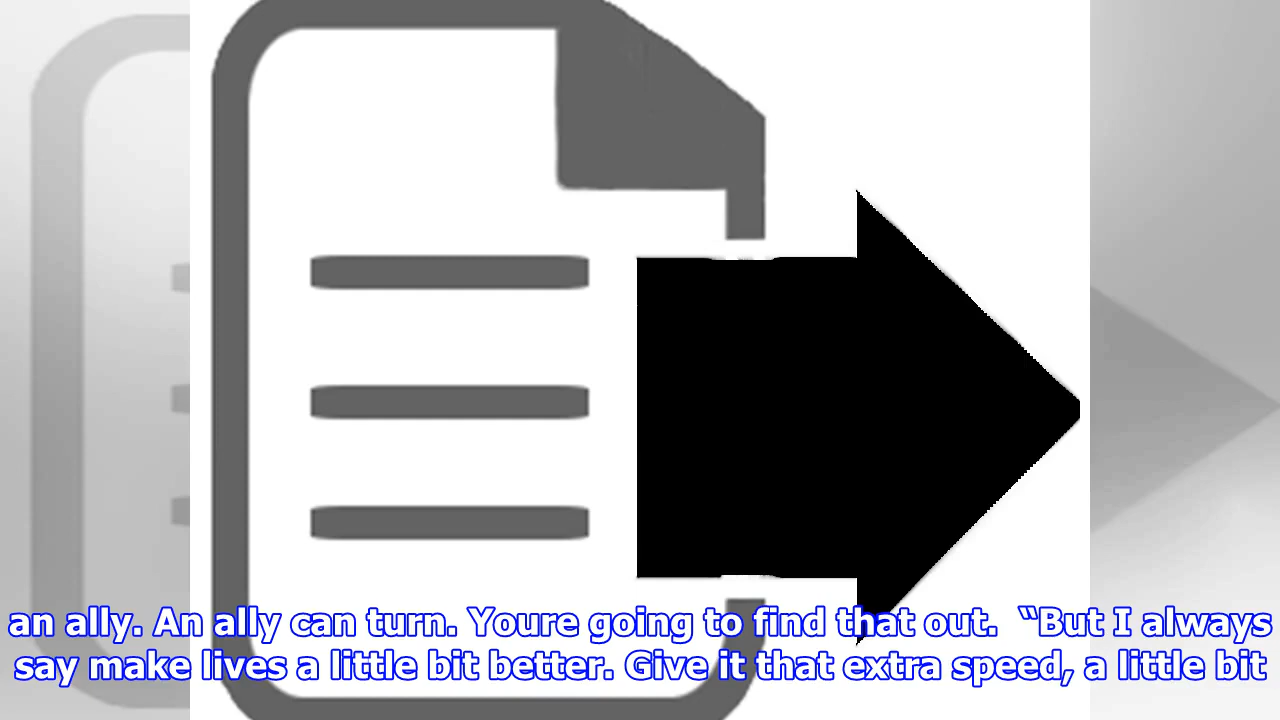 an ally. An ally can turn. Youre going to find that out.  “But I always
say make lives a little bit better. Give it that extra speed, a little bit